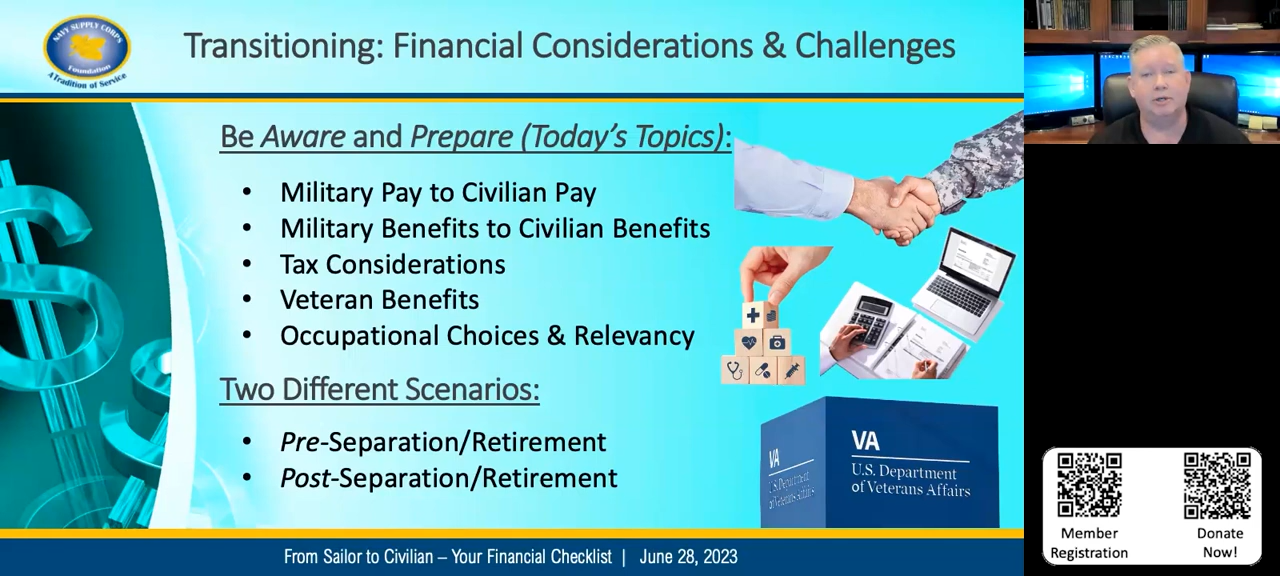 NAVY SUPPLY CORPS
Foundation
A Tradition of Service
Transitioning: Financial Considerations & Challenges
Be Aware and Prepare (Today's Topics):
• Military Pay to Civilian Pay
• Military Benefits to Civilian Benefits
• Tax Considerations
• Veteran Benefits
• Occupational Choices & Relevancy
Two Different Scenarios:
• Pre-Separation/Retirement
• Post-Separation/Retirement
VA
U.S. Department
of Veterans Affairs
VA
U.S. Department
of Veterans Affairs
From Sailor to Civilian – Your Financial Checklist | June 28, 2023
Member
Registration
Donate
Now!